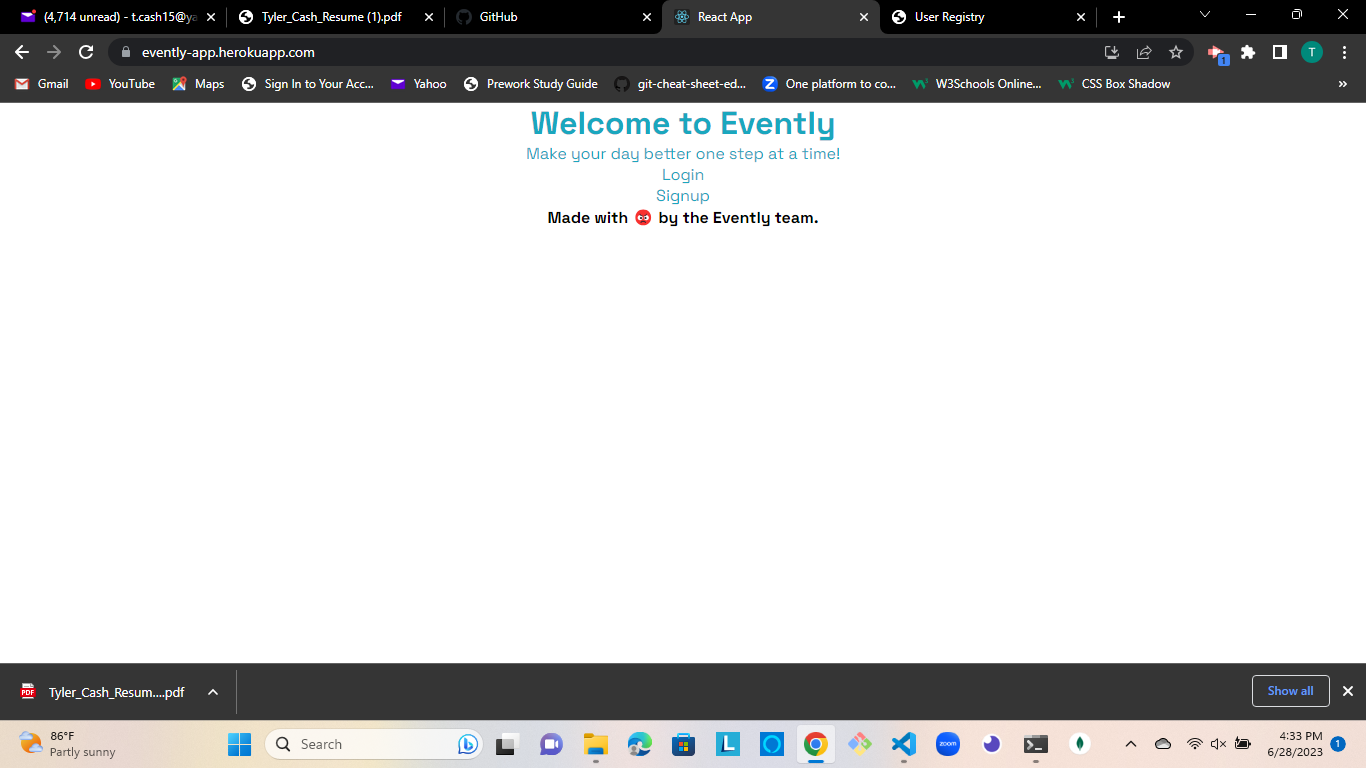 (4,714 unread) - t.cash15@ya
Tyler_Cash_Resume (1).pdf
GitHub
React App
User Registry
evently-app.herokuapp.com
1
T
Gmail
YouTube
Maps
Sign In to Your Acc...
Yahoo
Prework Study Guide
git-cheat-sheet-ed...
Z
One platform to co...
W3Schools Online...
CSS Box Shadow
»
Welcome to Evently
Make your day better one step at a time!
Login
Signup
Made with by the Evently team.
PDF
Tyler_Cash_Resum....pdf
Show all
86°F
Partly sunny
Search
L
zoom
4:33 PM
6/28/2023
1